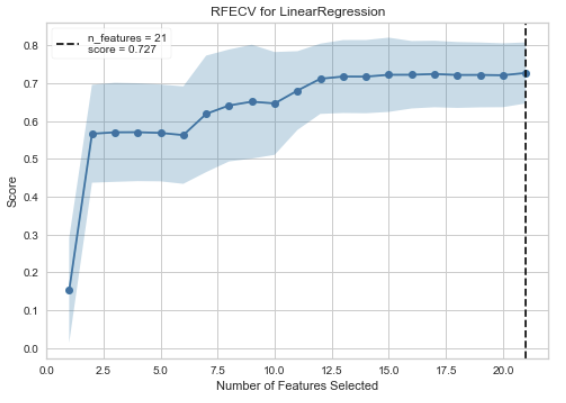 RFECV for LinearRegression
n_features = 21
score = 0.727
0.8
0.7
0.6
0.5
0.4
0.3
0.2
0.1
0.0
Score
0.0 2.5 5.0 7.5 10.0 12.5 15.0 17.5 20.0
Number of Features Selected